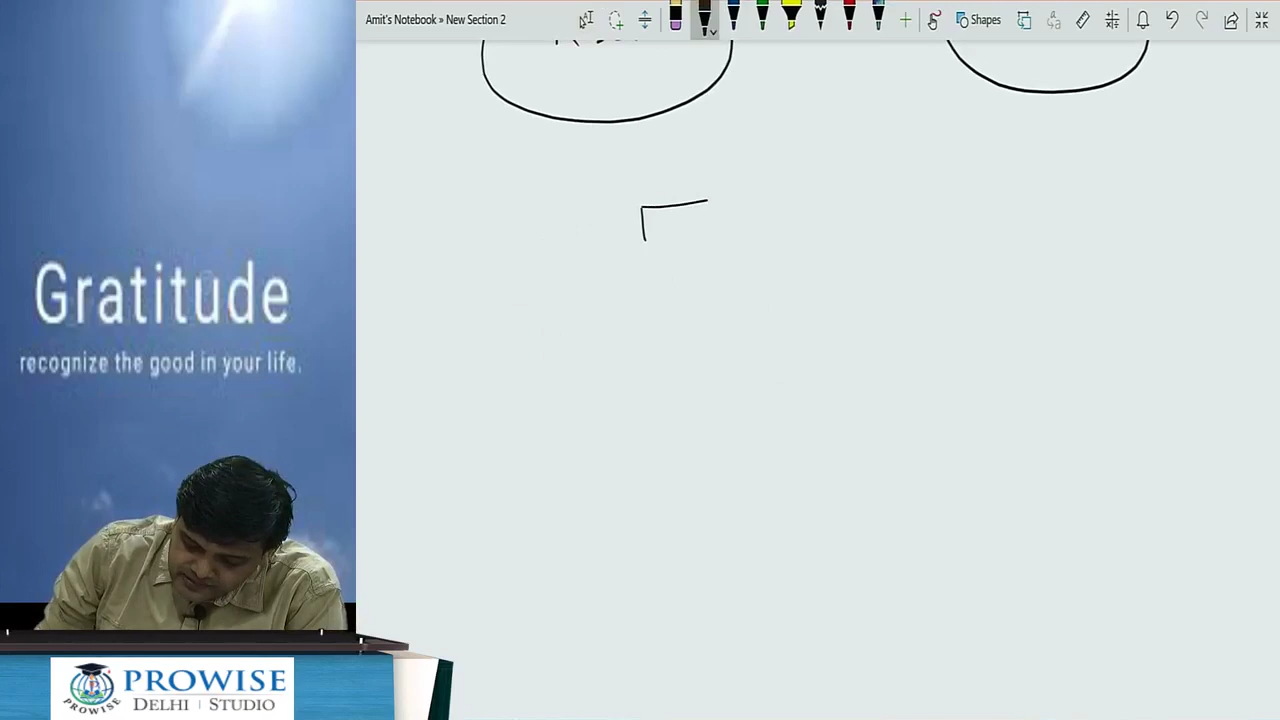 Amit's Notebook » New Section 2
Shapes
Gratitude
recognize the good in your life.
PROWISE
PROWISE
DELHI | STUDIO